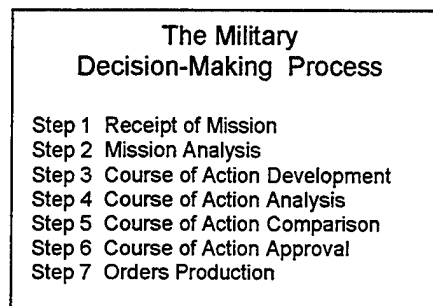 The Military
Decision-Making Process
Step 1 Receipt of Mission
Step 2 Mission Analysis
Step 3 Course of Action Development
Step 4 Course of Action Analysis
Step 5 Course of Action Comparison
Step 6 Course of Action Approval
Step 7 Orders Production